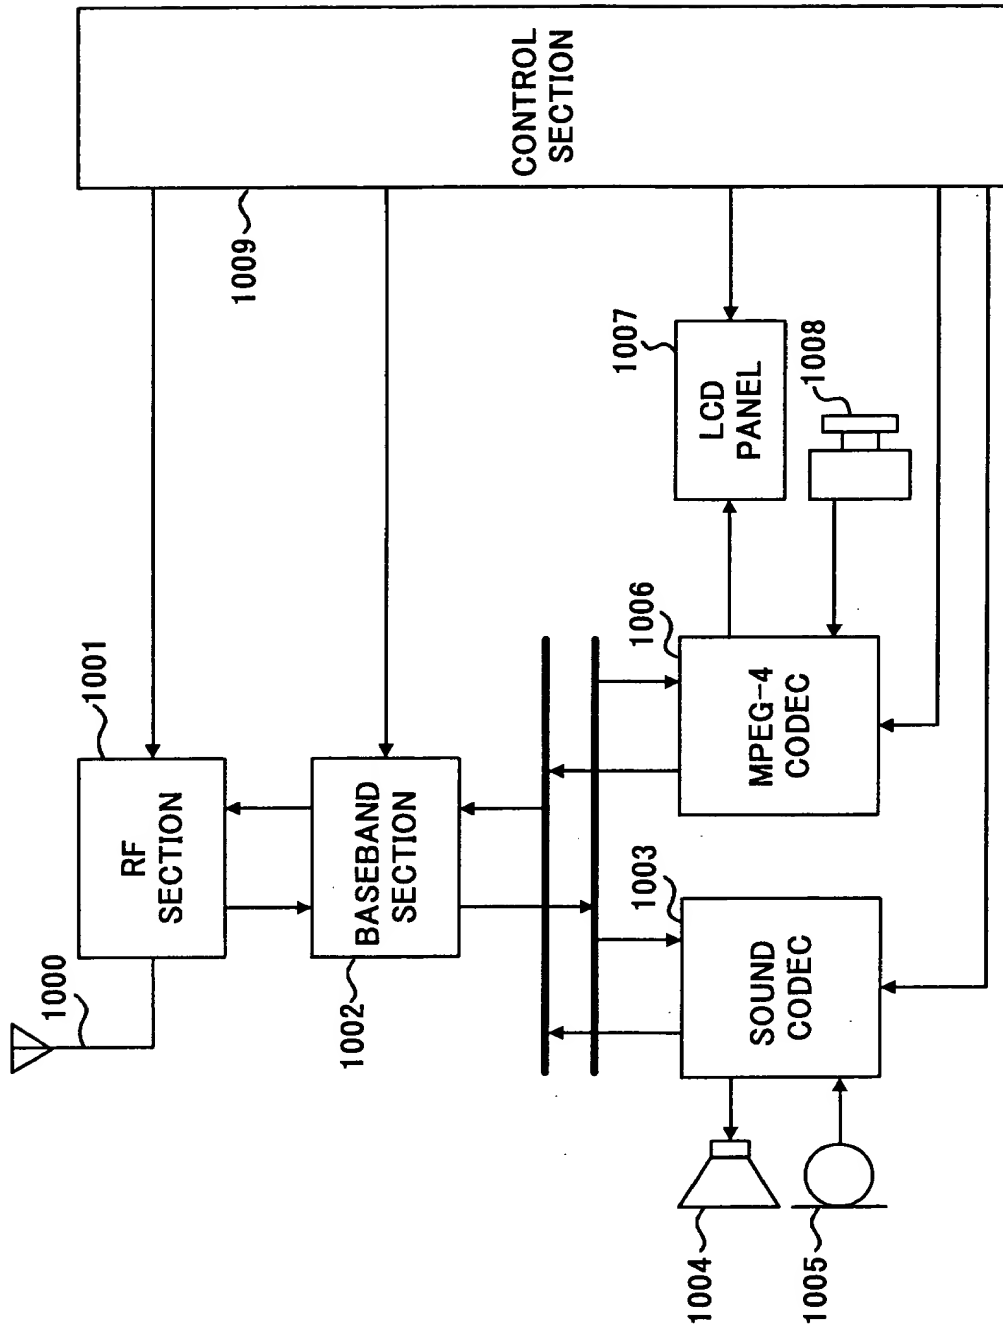 1000
1001
RF
SECTION
1009
1002
BASEBAND
SECTION
CONTROL
SECTION
1003
1006
1007
1004
SOUND
CODEC
MPEG-4
CODEC
LCD
PANEL
1005
1008